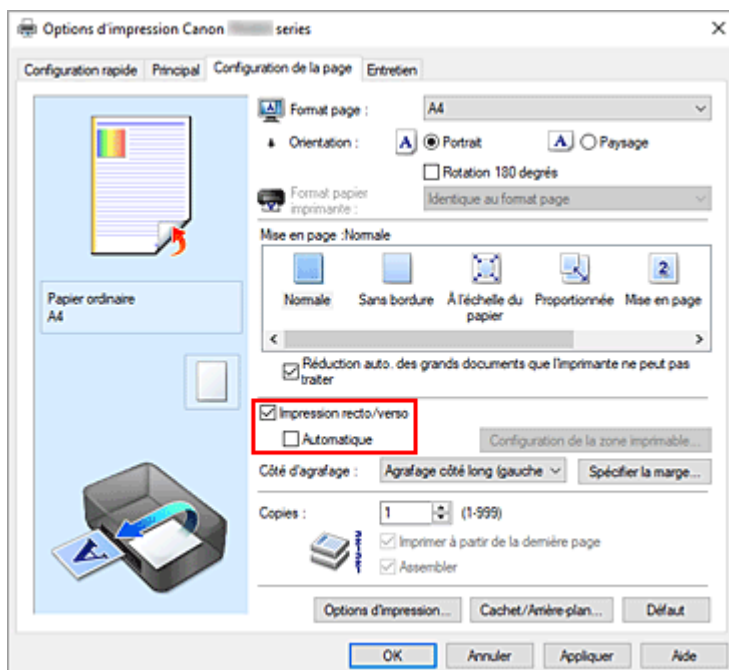 Options d'impression Canon series
Configuration rapide Principal Configuration de la page Entretien
Format page : A4
Orientation : A Portrait A Paysage
Rotation 180 degrés
Format papier imprimante : Identique au format page
Mise en page :Normale
2
Normale Sans bordure À l'échelle du papier Proportionnée Mise en page
Papier ordinaire
A4
Réduction auto. des grands documents que l'imprimante ne peut pas
traiter
Impression recto/verso
Automatique Configuration de la zone imprimable...
Côté d'agrafage : Agrafage côté long (gauche Spécifier la marge...
Copies : 1 (1-999)
Imprimer à partir de la dernière page
Assembler
A
Options d'impression... Cachet/Arrière-plan... Défaut
OK Annuler Appliquer Aide